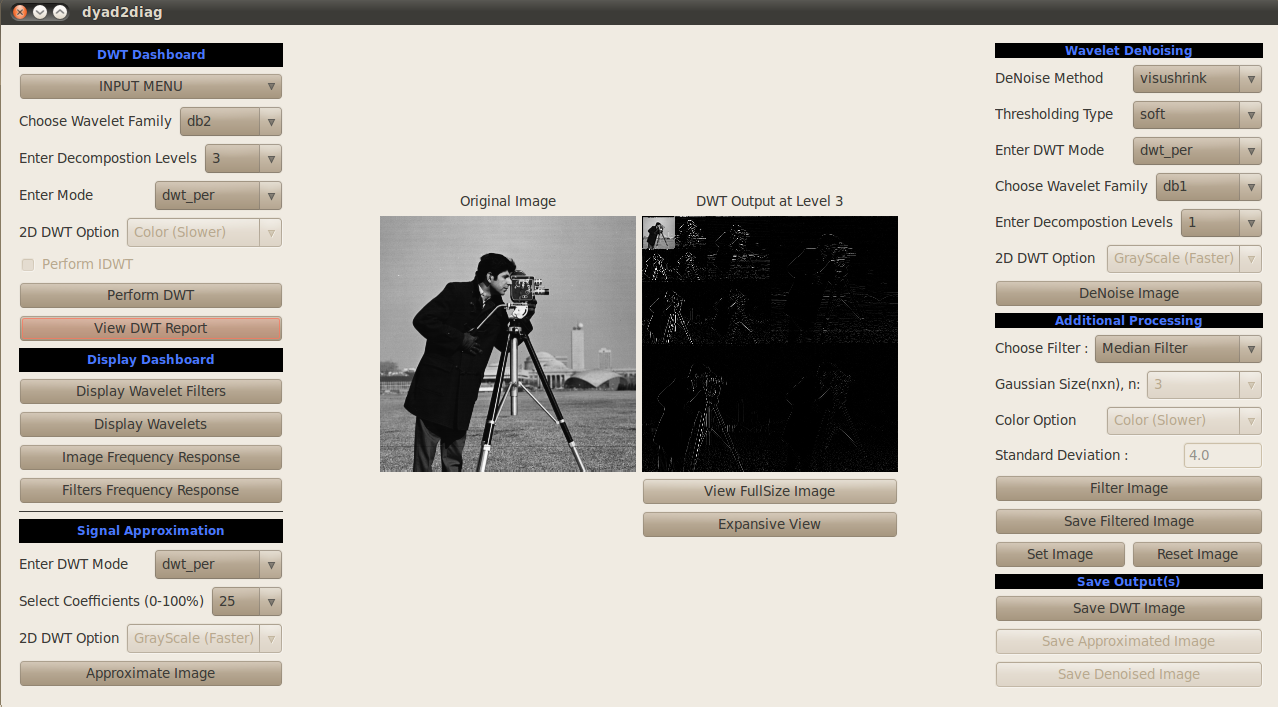 dyad2diag
DWT Dashboard
INPUT MENU
Choose Wavelet Family db2
Enter Decompostion Levels 3
Enter Mode dwt_per
2D DWT Option Color (Slower)
Perform IDWT
Perform DWT
View DWT Report
Display Dashboard
Display Wavelet Filters
Display Wavelets
Image Frequency Response
Filters Frequency Response
Signal Approximation
Enter DWT Mode dwt_per
Select Coefficients (0-100%) 25
2D DWT Option GrayScale (Faster)
Approximate Image
Original Image
DWT Output at Level 3
View FullSize Image
Expansive View
Wavelet DeNoising
DeNoise Method visushrink
Thresholding Type soft
Enter DWT Mode dwt_per
Choose Wavelet Family db1
Enter Decompostion Levels 1
2D DWT Option GrayScale (Faster)
DeNoise Image
Additional Processing
Choose Filter : Median Filter
Gaussian Size(nxn), n: 3
Color Option Color (Slower)
Standard Deviation : 4.0
Filter Image
Save Filtered Image
Set Image Reset Image
Save Output(s)
Save DWT Image
Save Approximated Image
Save Denoised Image